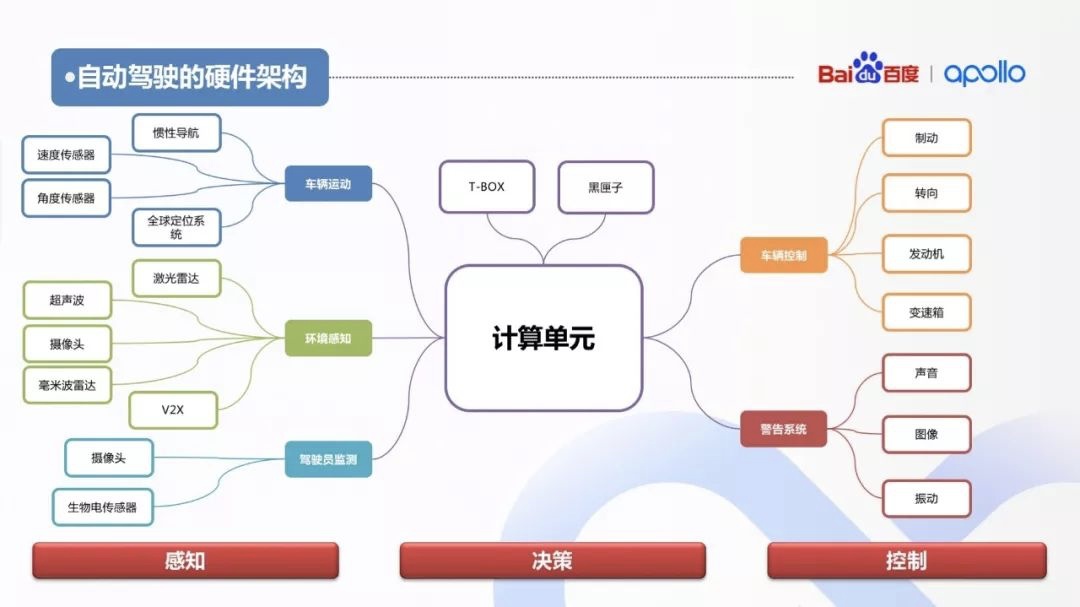 •自动驾驶的硬件架构
Bai du 百度 | apollo
惯性导航
速度传感器
角度传感器
全球定位系
统
车辆运动
激光雷达
超声波
摄像头
毫米波雷达
V2X
环境感知
摄像头
生物电传感器
驾驶员监测
T-BOX
黑匣子
计算单元
车辆控制
制动
转向
发动机
变速箱
警告系统
声音
图像
振动
感知
决策
控制